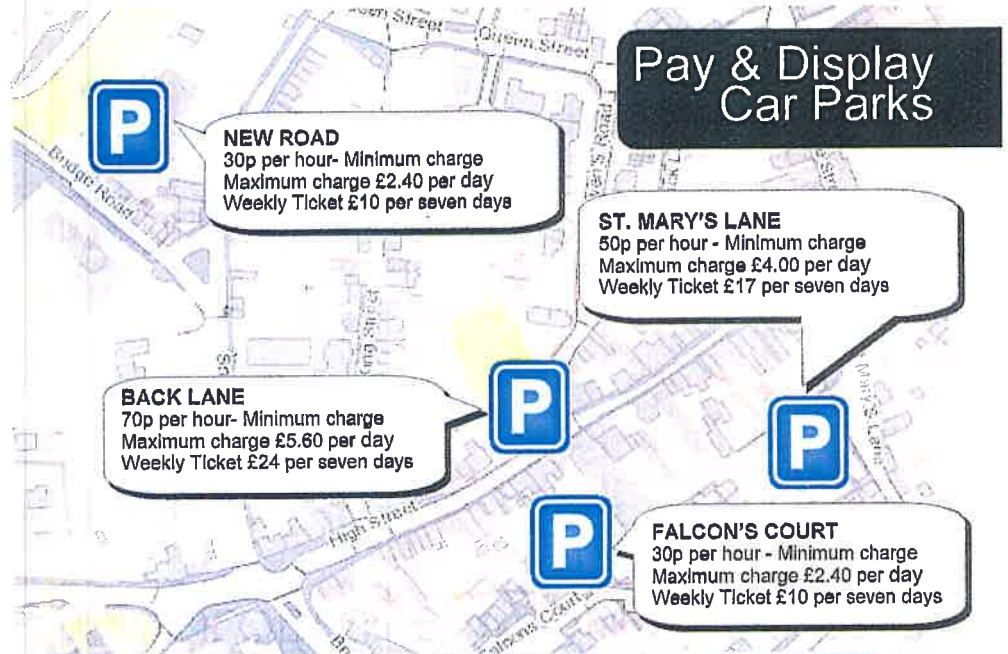 Queen Street
Pay & Display
Car Parks
NEW ROAD
30p per hour- Minimum charge
Maximum charge £2.40 per day
Weekly Ticket £10 per seven days
Bridge Road
ST. MARY'S LANE
50p per hour - Minimum charge
Maximum charge £4.00 per day
Weekly Ticket £17 per seven days
BACK LANE
70p per hour- Minimum charge
Maximum charge £5.60 per day
Weekly Ticket £24 per seven days
Mary's Lane
High Street
FALCON'S COURT
30p per hour - Minimum charge
Maximum charge £2.40 per day
Weekly Ticket £10 per seven days
Falcons Court
P
P
P
P